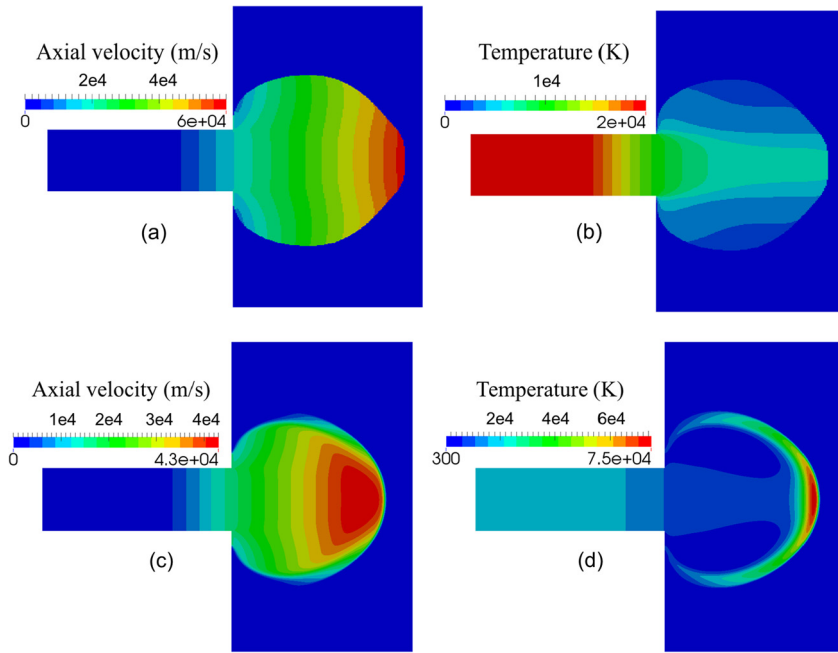 Axial velocity (m/s)
2e4 4e4
0 6e+04
(a)
Temperature (K)
1e4
0 2e+04
(b)
Axial velocity (m/s)
1e4 2e4 3e4 4e4
0 4.3e+04
(c)
Temperature (K)
2e4 4e4 6e4
300 7.5e+04
(d)